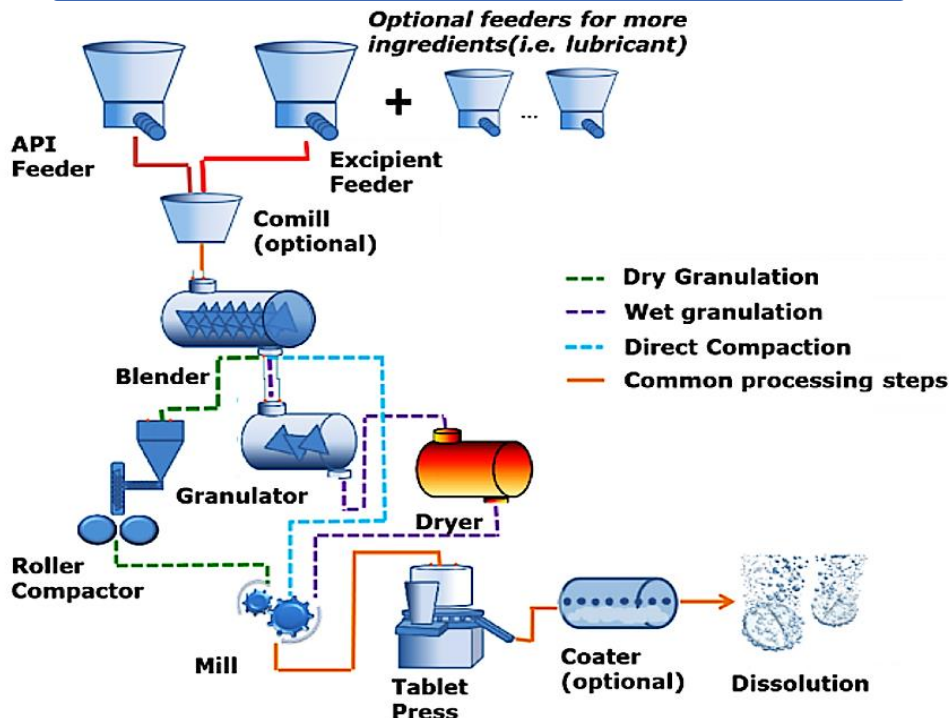 Optional feeders for more
ingredients(i.e. lubricant)
+
...
API
Feeder
Excipient
Feeder
Comill
(optional)
Dry Granulation
Wet granulation
Direct Compaction
Common processing steps
Blender
Granulator
Dryer
Roller
Compactor
Mill
Tablet
Press
Coater
(optional)
Dissolution